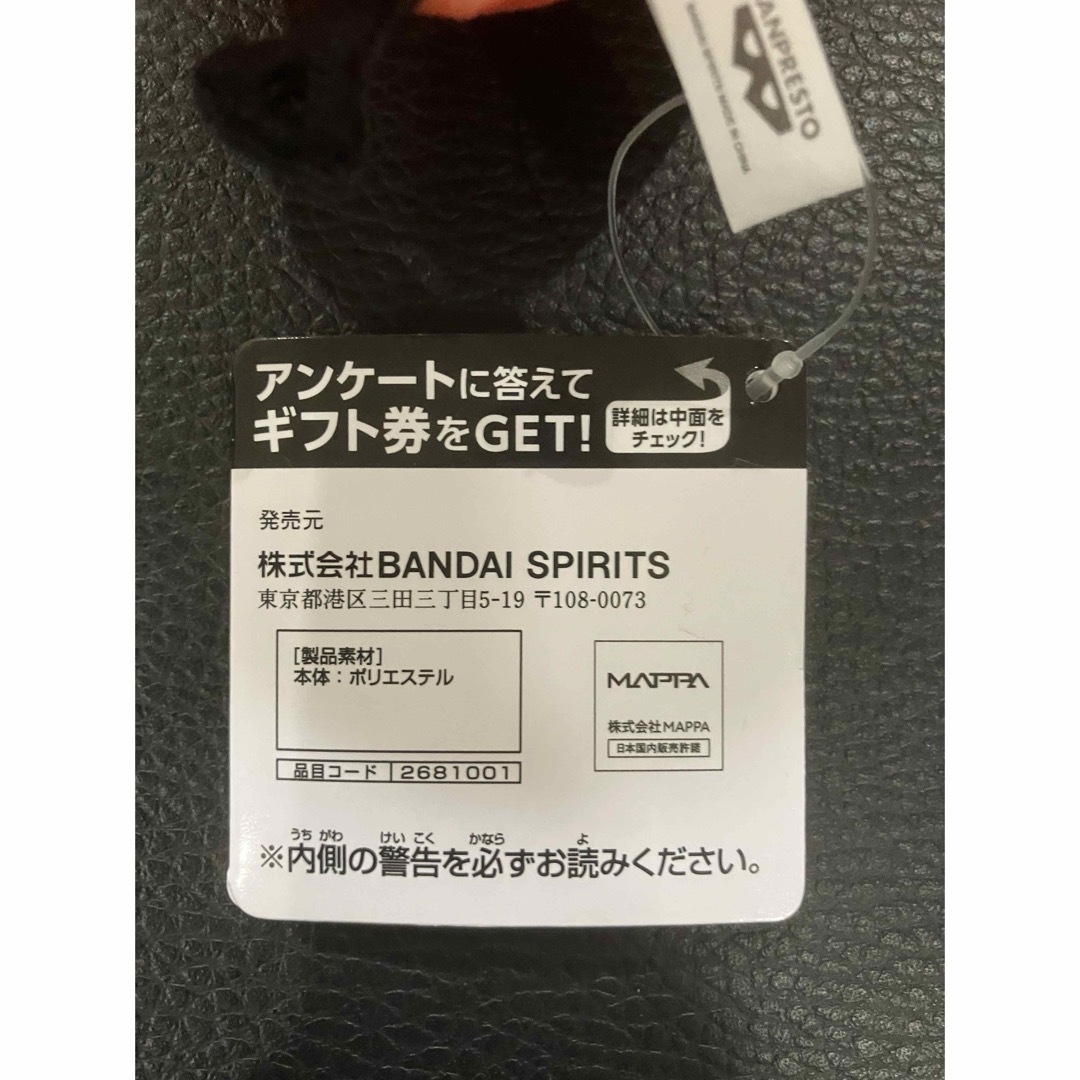 BANPRESTO
BANDAI SPIRITS MADE IN CHINA
アンケートに答えて
ギフト券をGET!
詳細は中面を
チェック!
発売元
株式会社BANDAI SPIRITS
東京都港区三田三丁目5-19 〒108-0073
[製品素材]
本体：ポリエステル
品目コード 2681001
MAPPA
株式会社MAPPA
日本国内販売許諾
うち がわ けい こく かなら よ
※内側の警告を必ずお読みください。